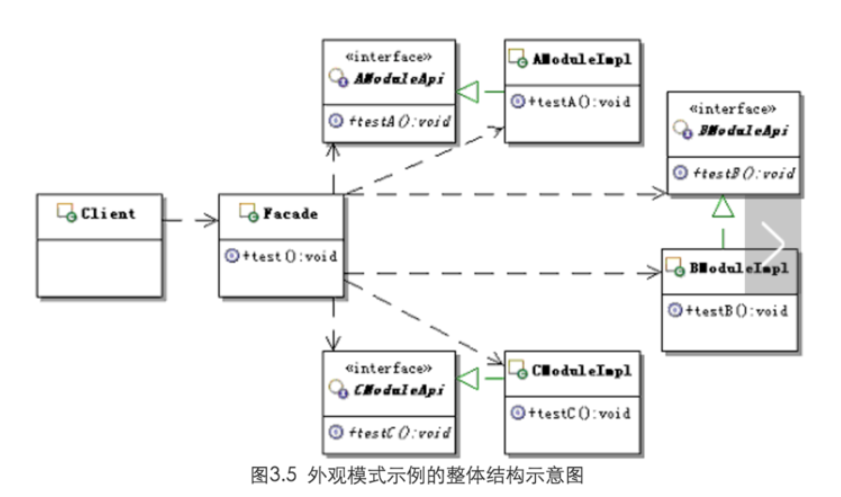 «interface»
AModuleApi
+testA():void
AModuleImpl
+testA():void
«interface»
BModuleApi
+testB():void
Client
Facade
+test():void
BModuleImpl
+testB():void
«interface»
CModuleApi
+testC():void
CModuleImpl
+testC():void
图3.5 外观模式示例的整体结构示意图